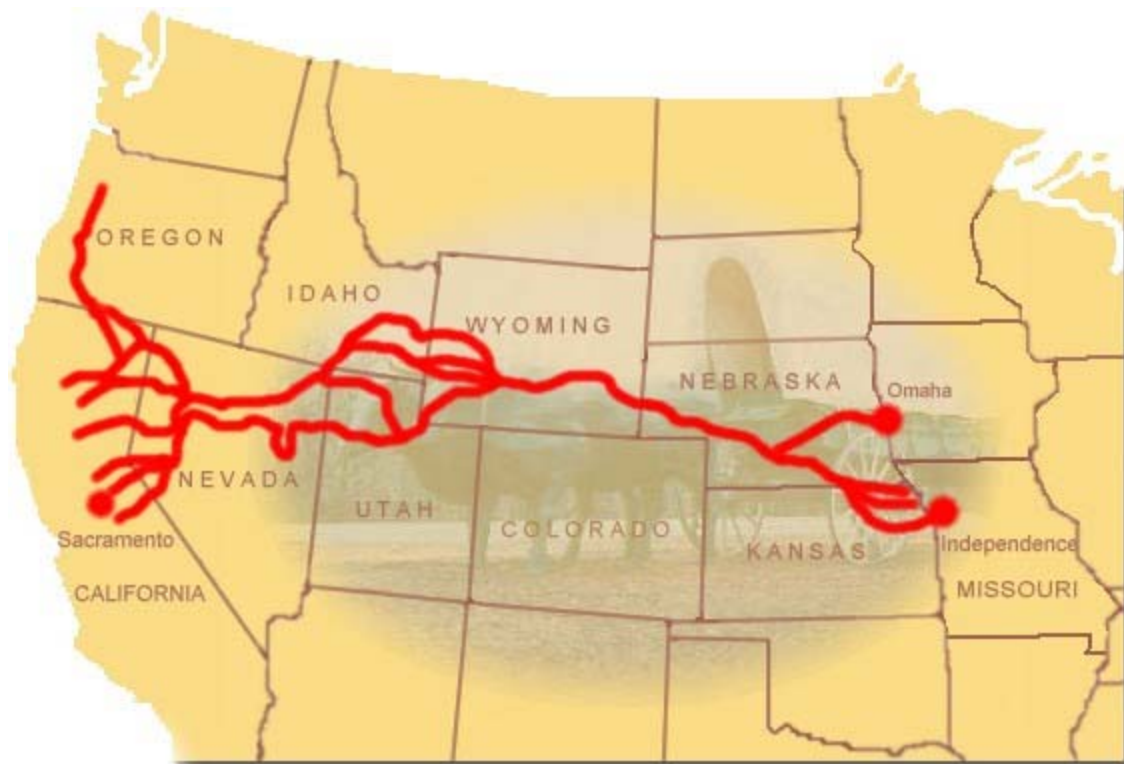 OREGON
IDAHO
WYOMING
NEBRASKA
Omaha
NEVADA
UTAH
COLORADO
KANSAS
Sacramento
Independence
CALIFORNIA
MISSOURI